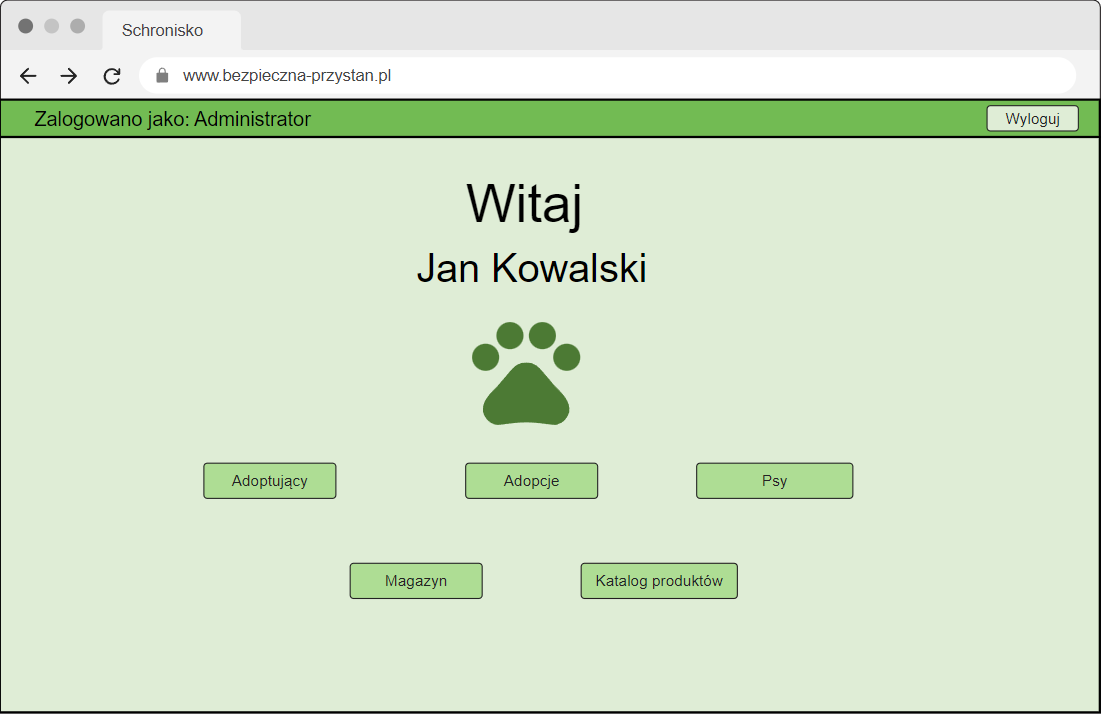 Schronisko
www.bezpieczna-przystan.pl
Zalogowano jako: Administrator
Wyloguj
Witaj
Jan Kowalski
Adoptujący
Adopcje
Psy
Magazyn
Katalog produktów